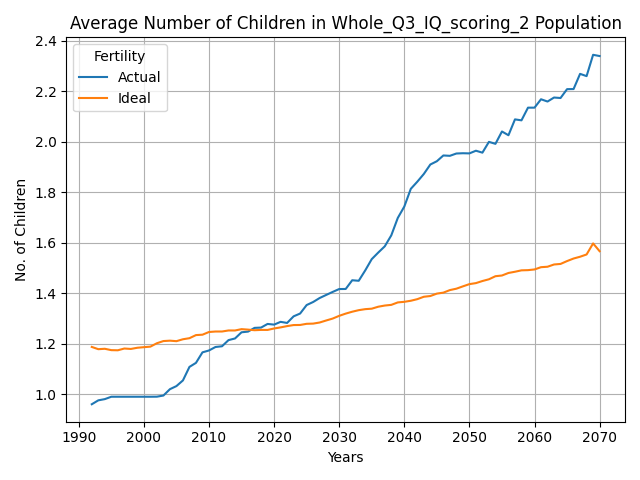 Average Number of Children in Whole_Q3_IQ_scoring_2 Population
Fertility
Actual
Ideal
No. of Children
2.4
2.2
2.0
1.8
1.6
1.4
1.2
1.0
1990 2000 2010 2020 2030 2040 2050 2060 2070
Years